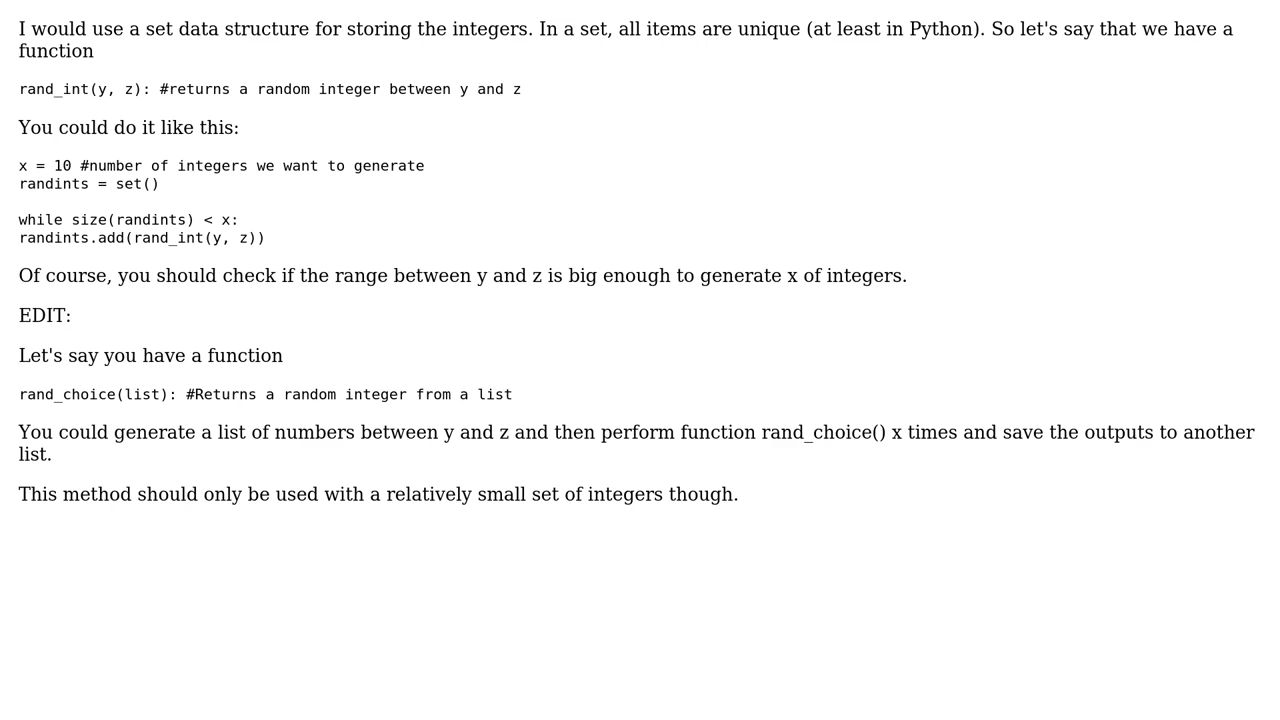 I would use a set data structure for storing the integers. In a set, all items are unique (at least in Python). So let's say that we have a
function
rand_int(y, z): #returns a random integer between y and z
You could do it like this:
x = 10 #number of integers we want to generate
randints = set()
while size(randints) < x:
randints.add(rand_int(y, z))
Of course, you should check if the range between y and z is big enough to generate x of integers.
EDIT:
Let's say you have a function
rand_choice(list): #Returns a random integer from a list
You could generate a list of numbers between y and z and then perform function rand_choice() x times and save the outputs to another
list.
This method should only be used with a relatively small set of integers though.